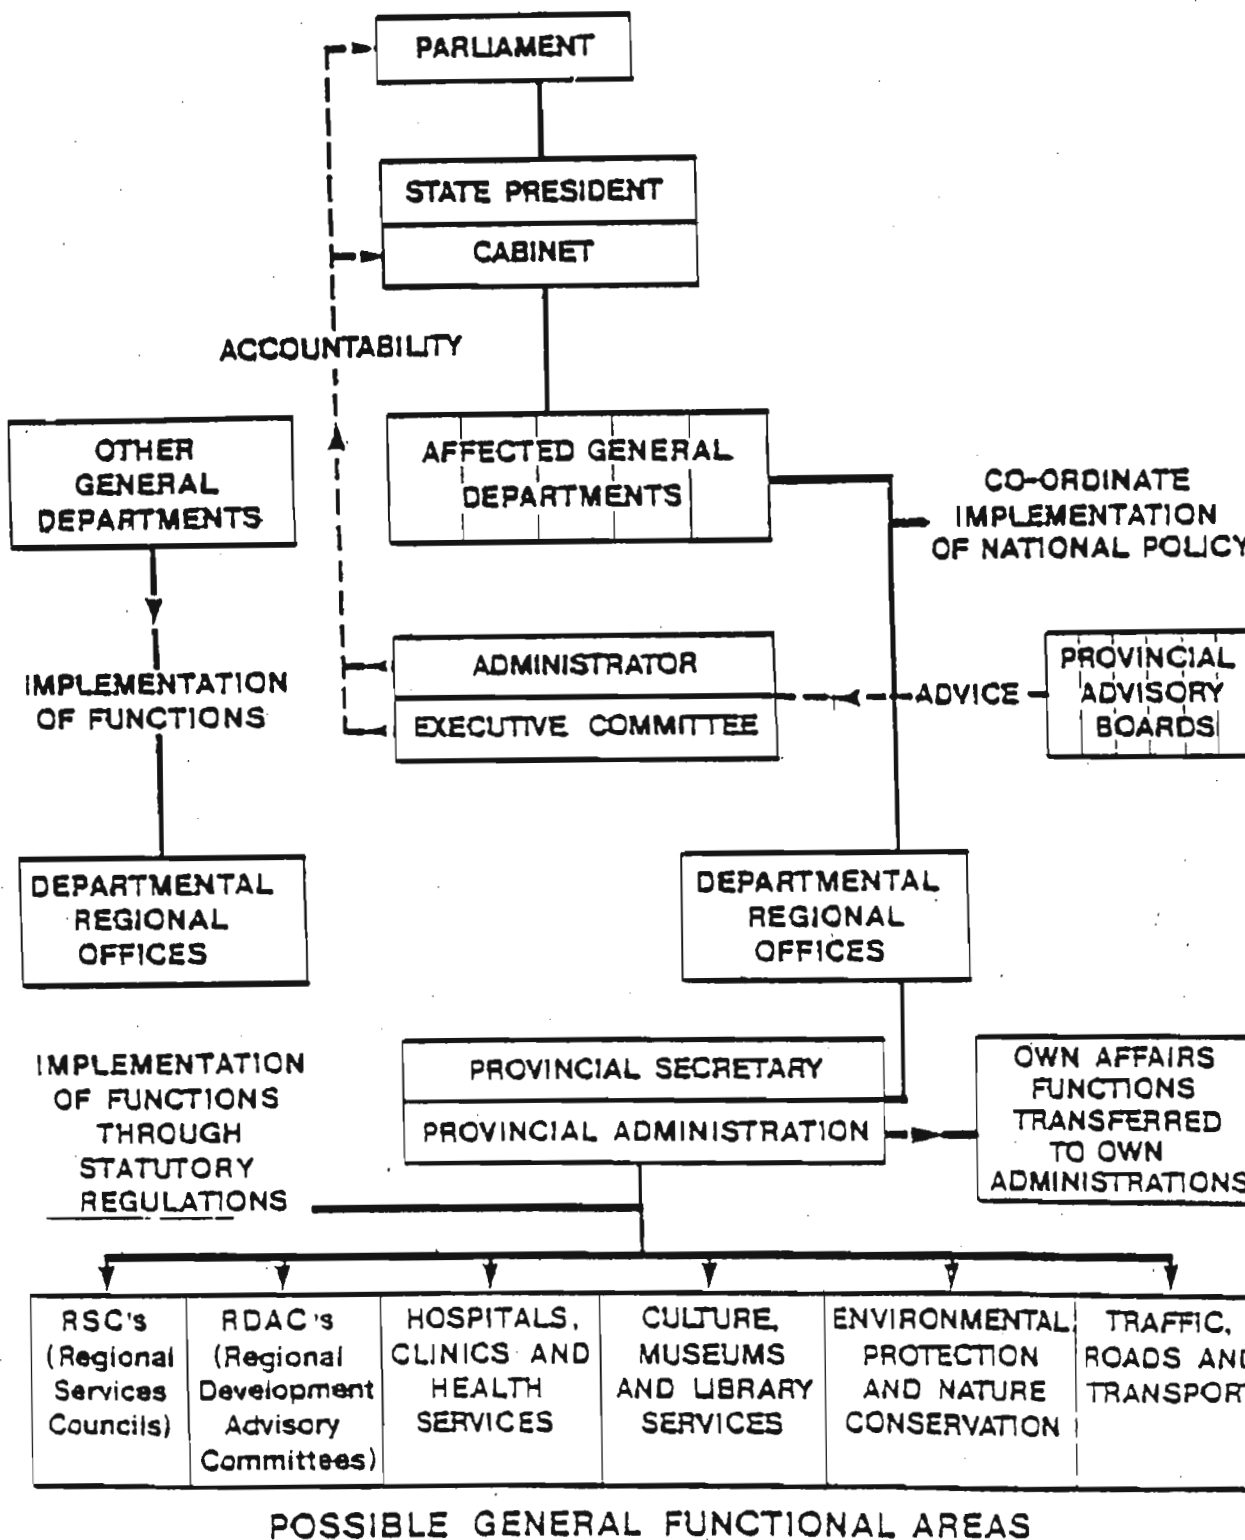 PARLIAMENT
STATE PRESIDENT
CABINET
ACCOUNTABILITY
OTHER
GENERAL
DEPARTMENTS
AFFECTED GENERAL
DEPARTMENTS
CO-ORDINATE
IMPLEMENTATION
OF NATIONAL POLICY
IMPLEMENTATION
OF FUNCTIONS
ADMINISTRATOR
EXECUTIVE COMMITTEE
ADVICE
PROVINCIAL
ADVISORY
BOARDS
DEPARTMENTAL
REGIONAL
OFFICES
DEPARTMENTAL
REGIONAL
OFFICES
IMPLEMENTATION
OF FUNCTIONS
THROUGH
STATUTORY
REGULATIONS
PROVINCIAL SECRETARY
PROVINCIAL ADMINISTRATION
OWN AFFAIRS
FUNCTIONS
TRANSFERRED
TO OWN
ADMINISTRATIONS
RSC's
(Regional
Services
Councils)
RDAC's
(Regional
Development
Advisory
Committees)
HOSPITALS,
CLINICS AND
HEALTH
SERVICES
CULTURE,
MUSEUMS
AND LIBRARY
SERVICES
ENVIRONMENTAL
PROTECTION
AND NATURE
CONSERVATION
TRAFFIC,
ROADS AND
TRANSPORT
POSSIBLE GENERAL FUNCTIONAL AREAS